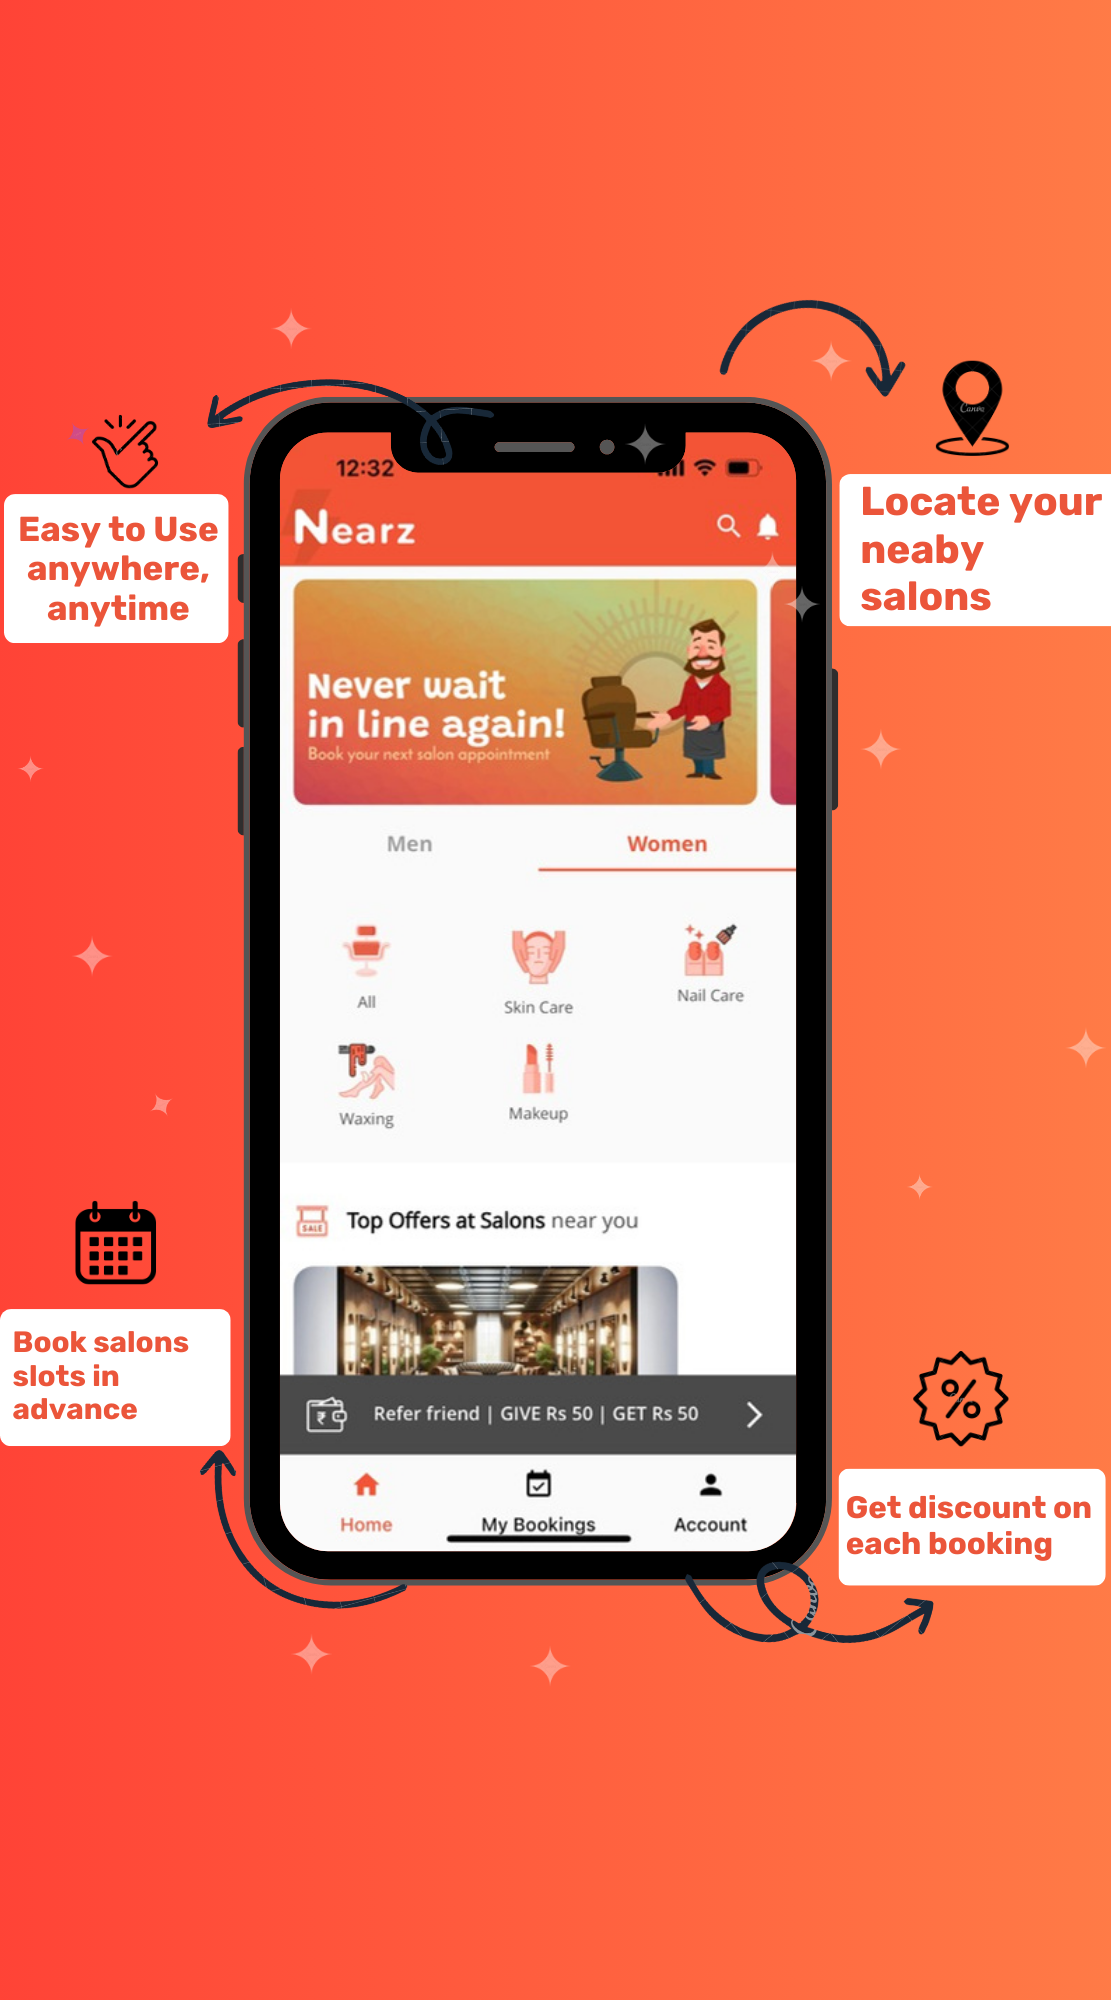 Easy to Use
anywhere,
anytime
Canva
Locate your
neaby
salons
12:32
Nearz
Never wait
in line again!
Book your next salon appointment
Men
Women
All
Skin Care
Nail Care
Waxing
Makeup
SALE
Top Offers at Salons near you
₹
Refer friend | GIVE Rs 50 | GET Rs 50
Home
My Bookings
Account
Book salons
slots in
advance
%
Get discount on
each booking
Canva